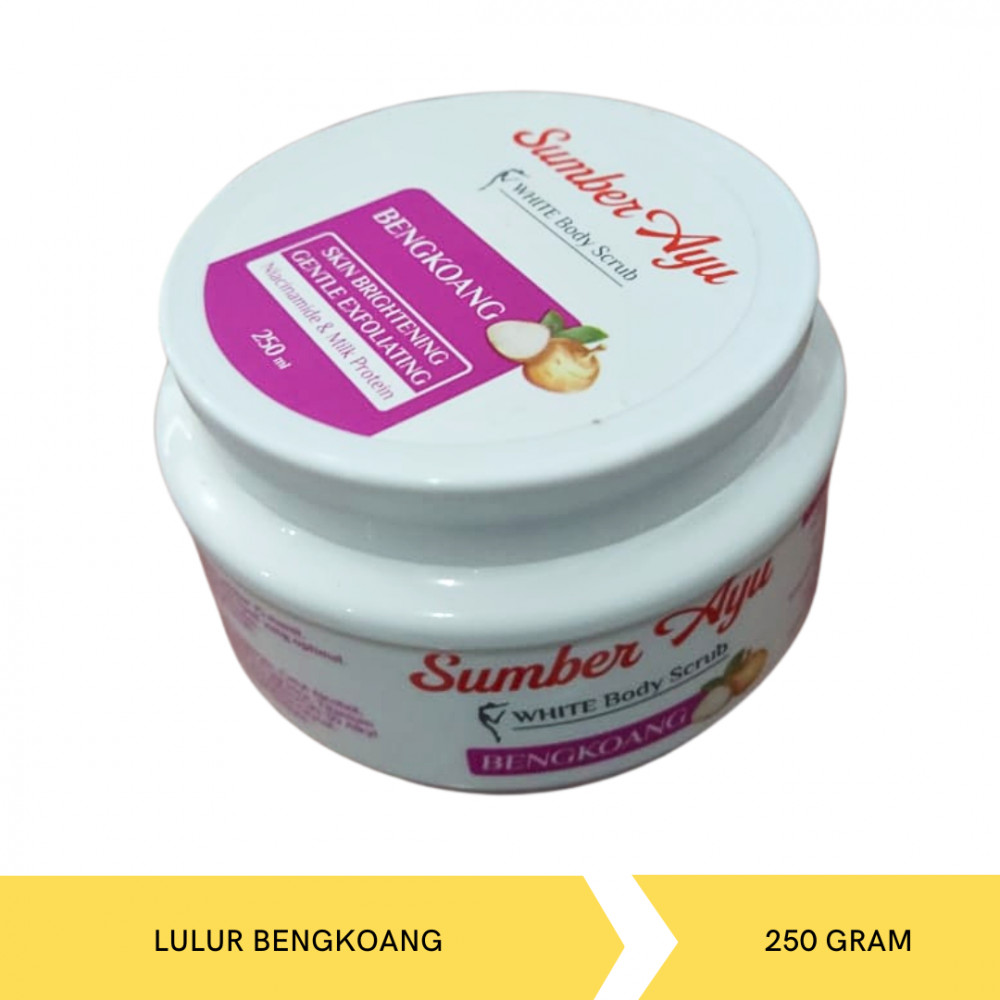 Sumber Ayu
WHITE Body Scrub
BENGKOANG
SKIN BRIGHTENING
GENTLE EXFOLIATING
Niacinamide & Milk Protein
250 ml
Sumber Ayu
WHITE Body Scrub
BENGKOANG
LULUR BENGKOANG
250 GRAM